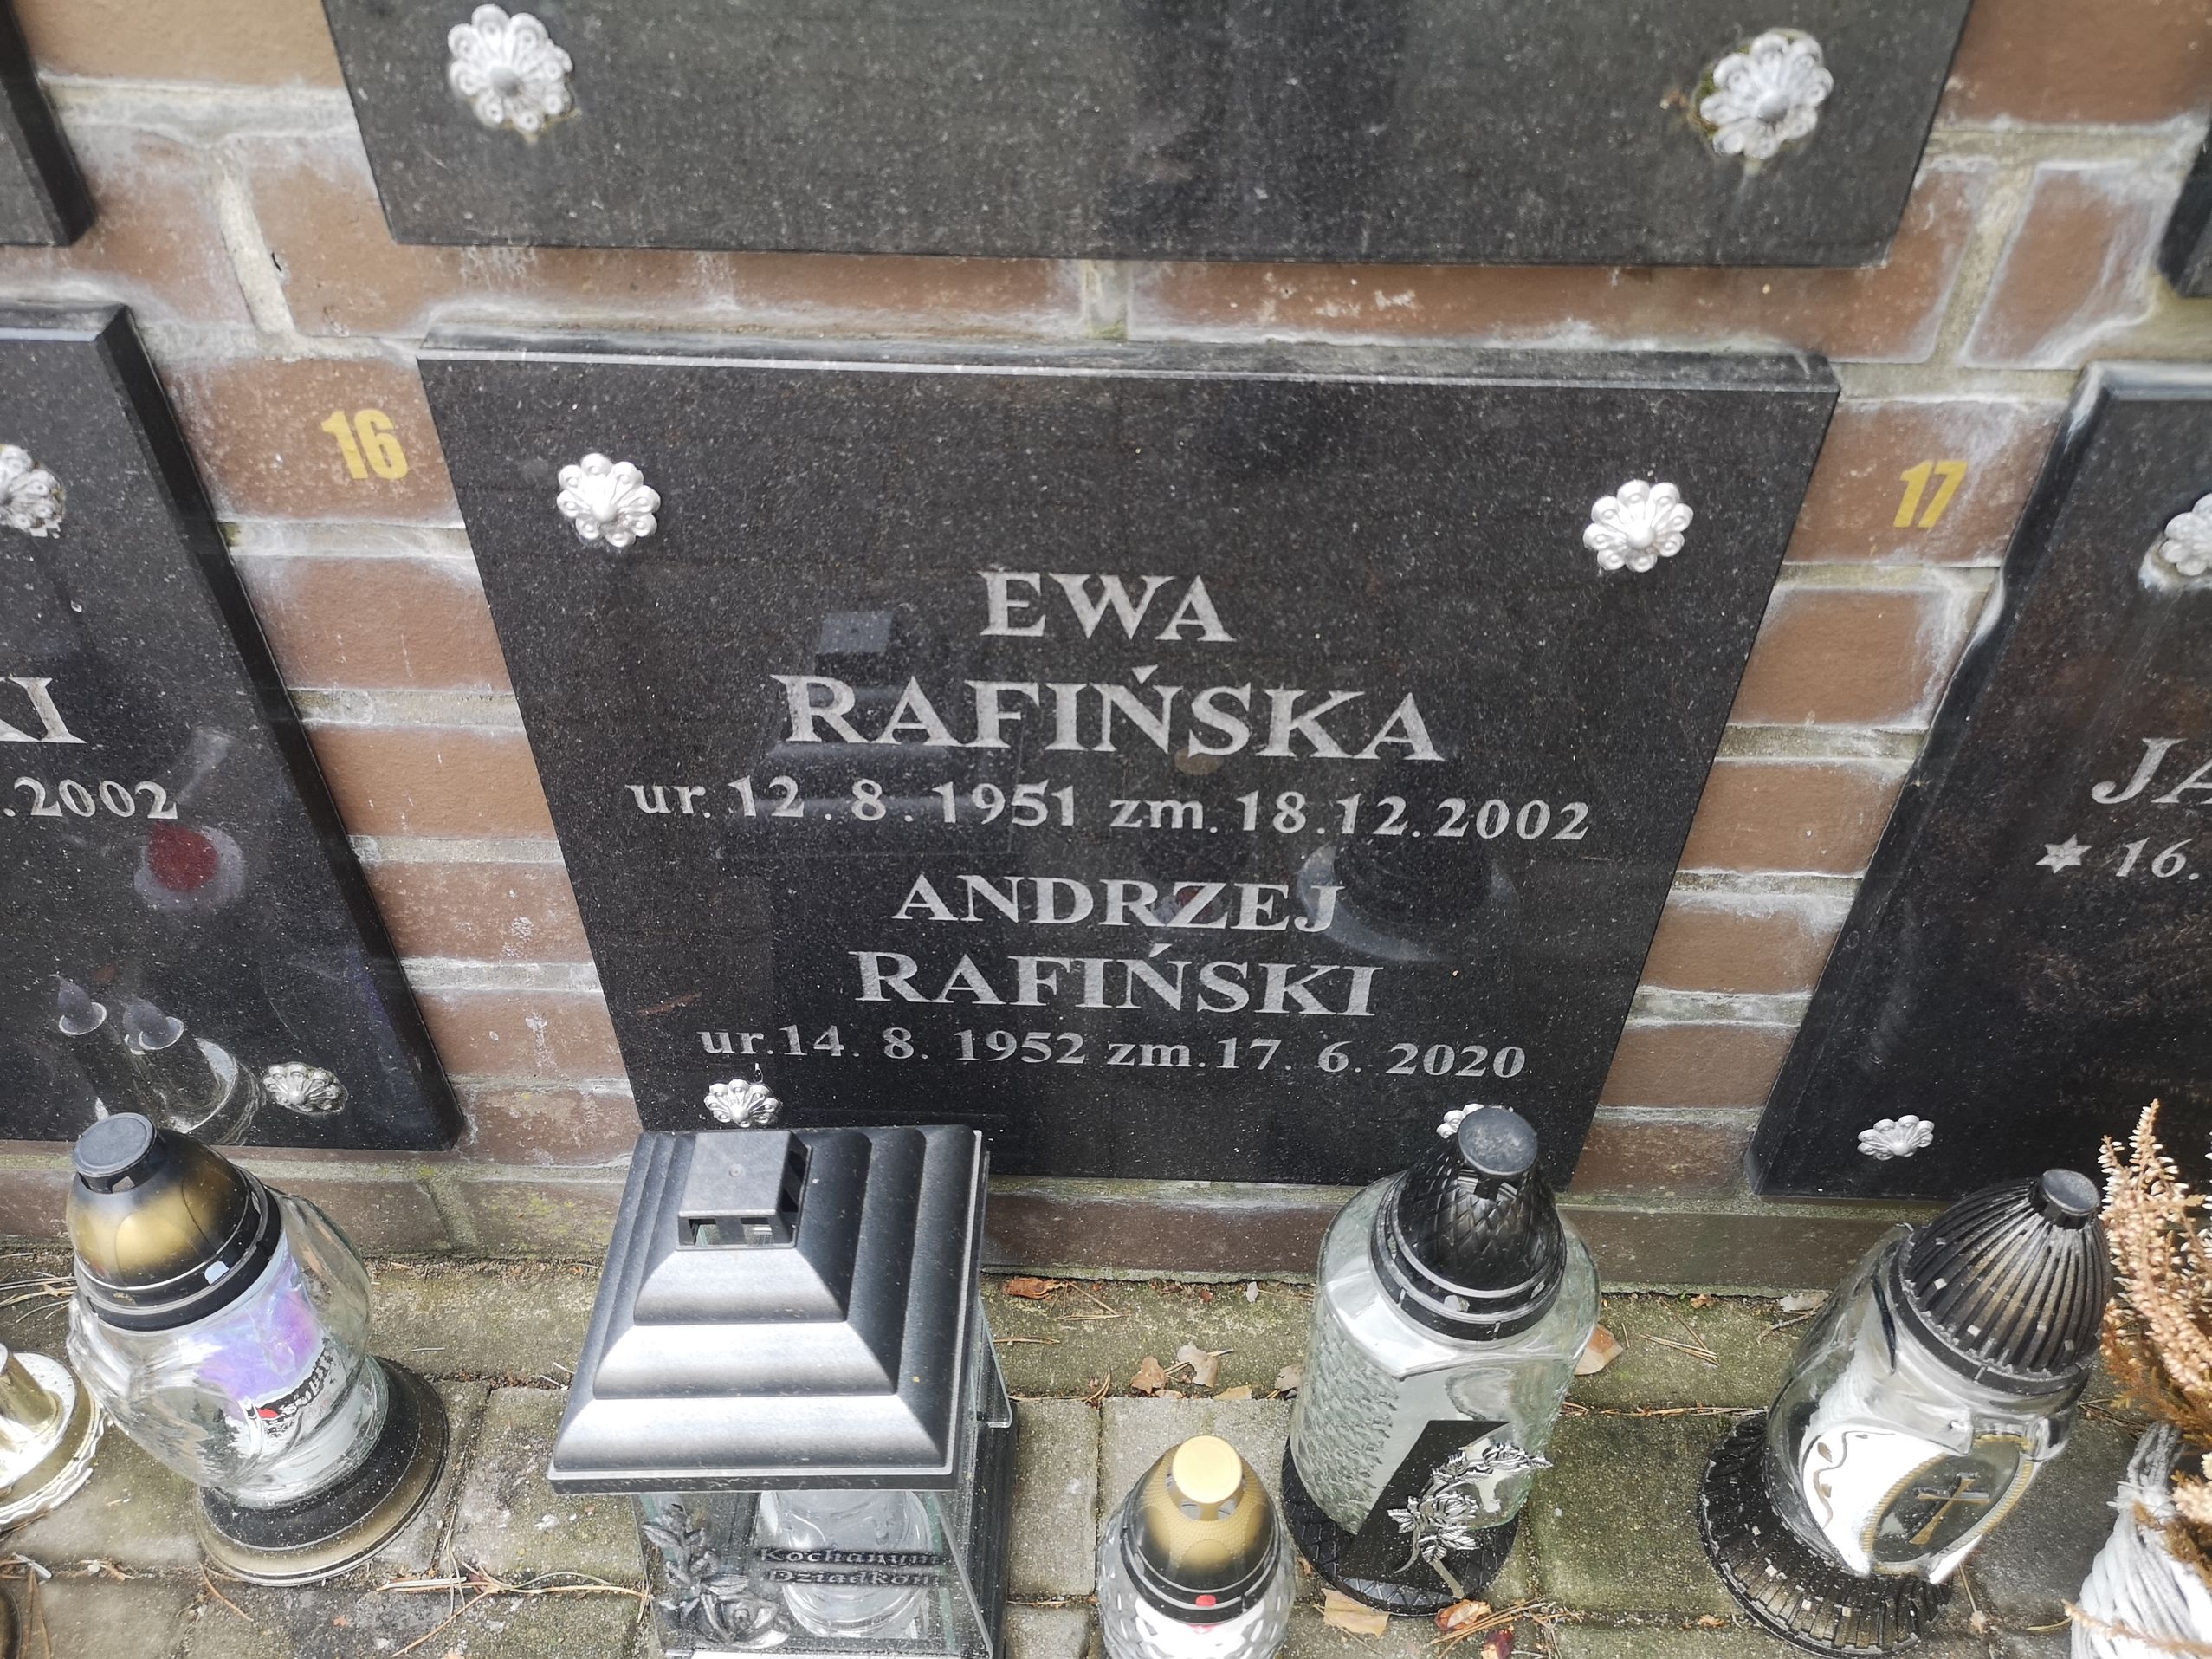 16
17
EWA
RAFIŃSKA
ur. 12. 8. 1951 zm. 18.12.2002
ANDRZEJ
RAFIŃSKI
ur. 14. 8. 1952 zm. 17. 6. 2020
KI
.2002
JA
16.
Kochanym
Dziadkom